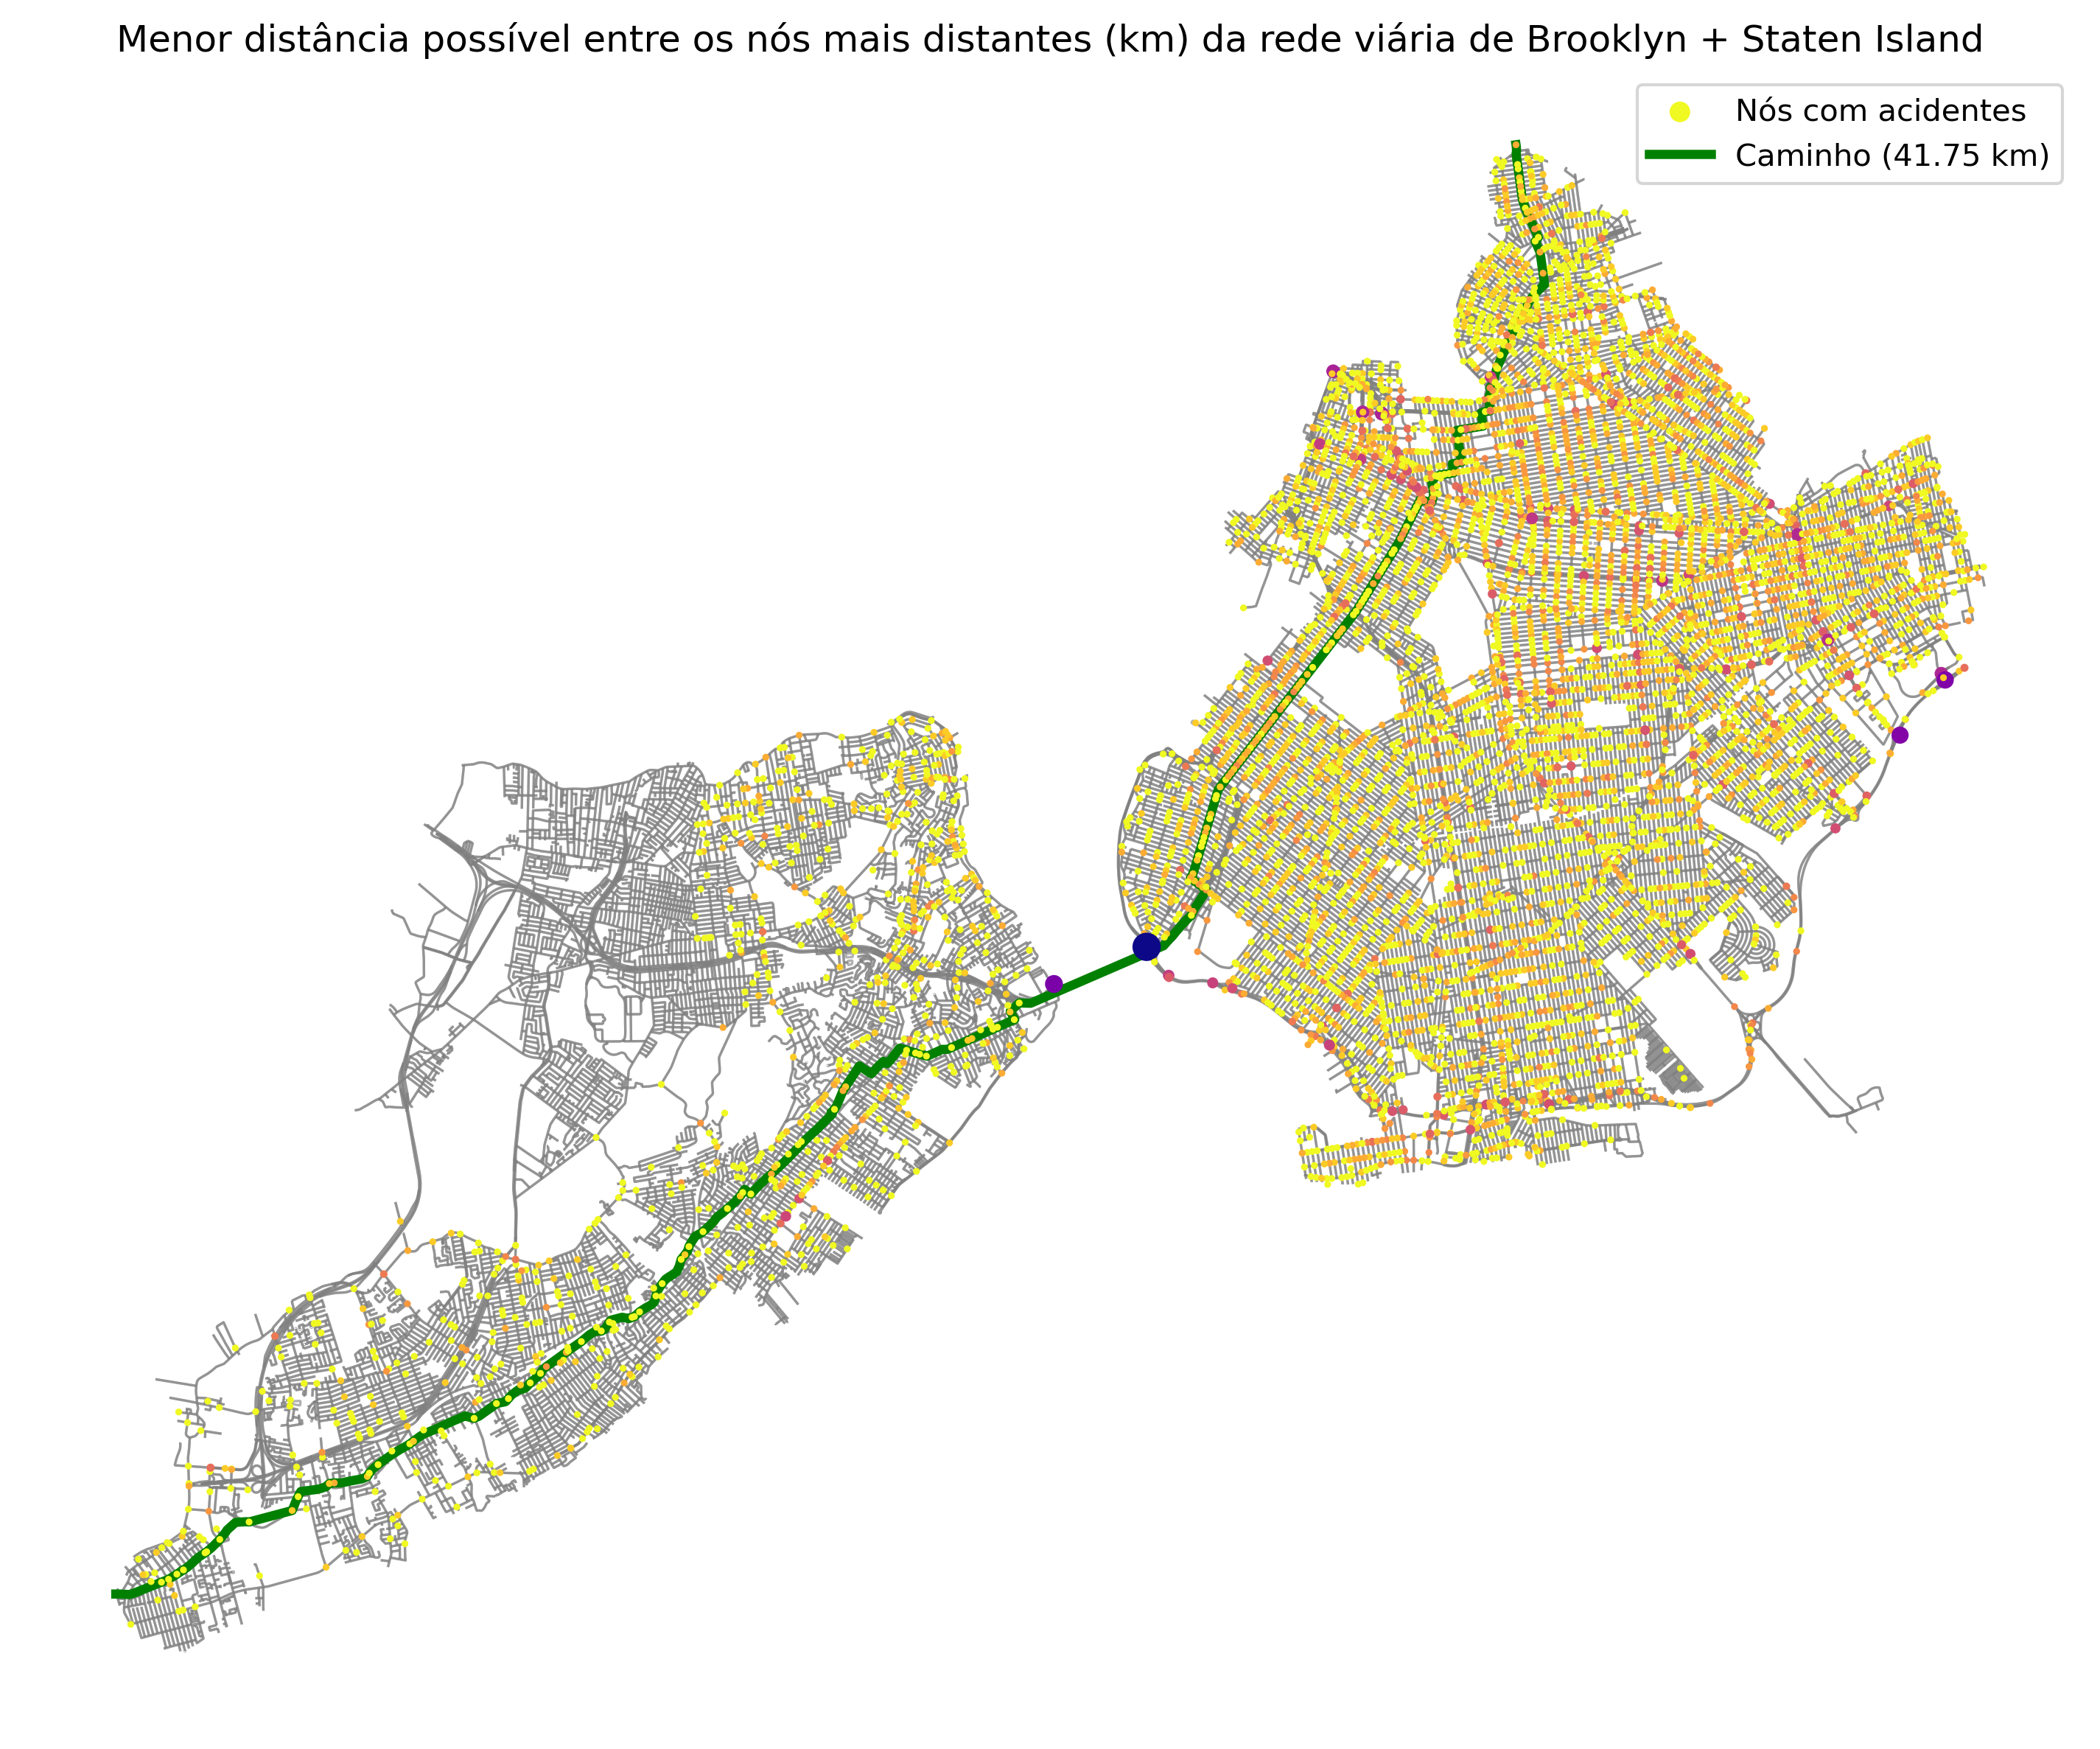 Menor distância possível entre os nós mais distantes (km) da rede viária de Brooklyn + Staten Island
Nós com acidentes
Caminho (41.75 km)